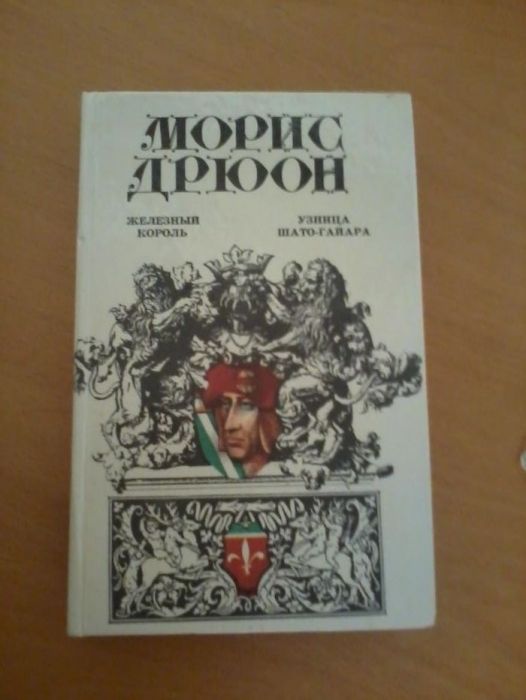 МОРИС
ДРЮОН
ЖЕЛЕЗНЫЙ
КОРОЛЬ
УЗНИЦА
ШАТО-ГАЙАРА